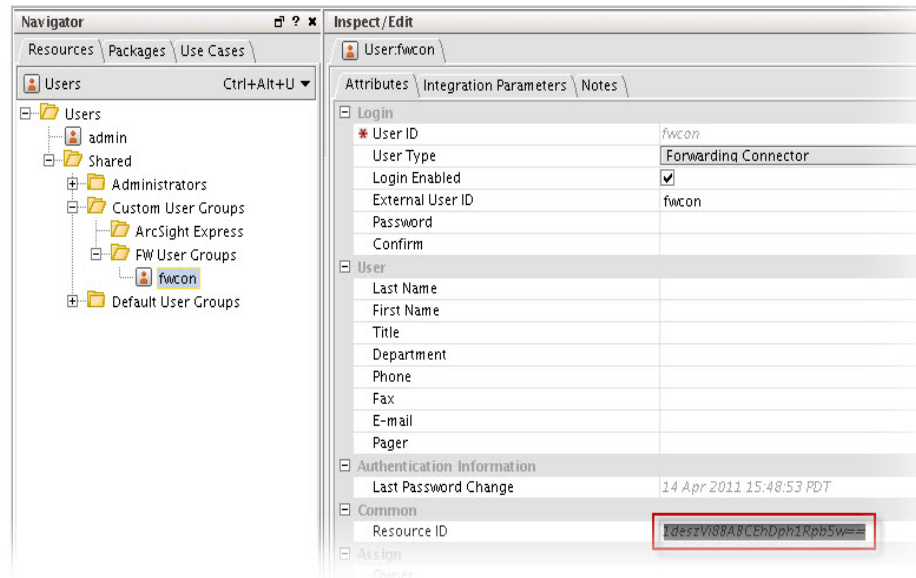 Navigator
Resources Packages Use Cases
Users Ctrl+Alt+U
Users
admin
Shared
Administrators
Custom User Groups
ArcSight Express
FW User Groups
fwcon
Default User Groups
Inspect/Edit
User:fwcon
Attributes Integration Parameters Notes
Login
* User ID fwcon
User Type Forwarding Connector
Login Enabled
External User ID fwcon
Password
Confirm
User
Last Name
First Name
Title
Department
Phone
Fax
E-mail
Pager
Authentication Information
Last Password Change 14 Apr 2011 15:48:53 PDT
Common
Resource ID 1deszVi88A8CEhDph1Rpb5w==
Assign
Owner